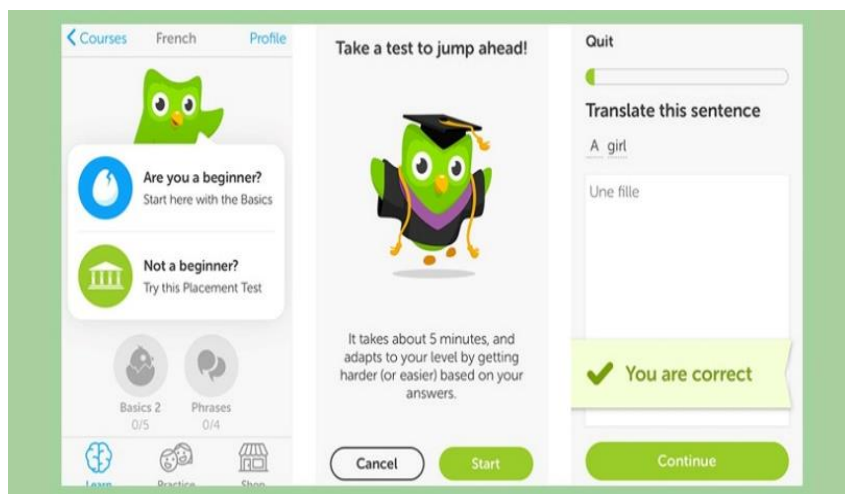 Courses French Profile
Are you a beginner?
Start here with the Basics
Not a beginner?
Try this Placement Test
Basics 2 Phrases
0/5 0/4
Learn Practice Shop
Take a test to jump ahead!
It takes about 5 minutes, and
adapts to your level by getting
harder (or easier) based on your
answers.
Cancel Start
Quit
Translate this sentence
A girl
Une fille
You are correct
Continue